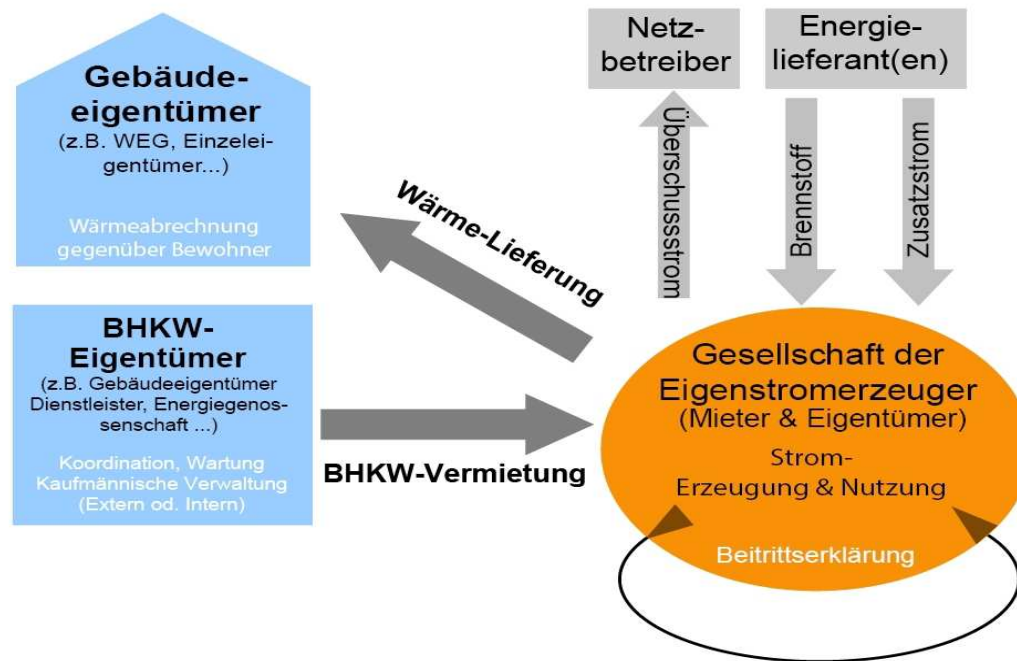 Gebäude-
eigentümer
(z.B. WEG, Einzelei-
gentümer...)
Wärmeabrechnung
gegenüber Bewohner
BHKW-
Eigentümer
(z.B. Gebäudeeigentümer
Dienstleister, Energiegenos-
senschaft ...)
Koordination, Wartung
Kaufmännische Verwaltung
(Extern od. Intern)
Wärme-Lieferung
BHKW-Vermietung
Netz-
betreiber
Energie-
lieferant(en)
Überschussstrom
Brennstoff
Zusatzstrom
Gesellschaft der
Eigenstromerzeuger
(Mieter & Eigentümer)
Strom-
Erzeugung & Nutzung
Beitrittserklärung